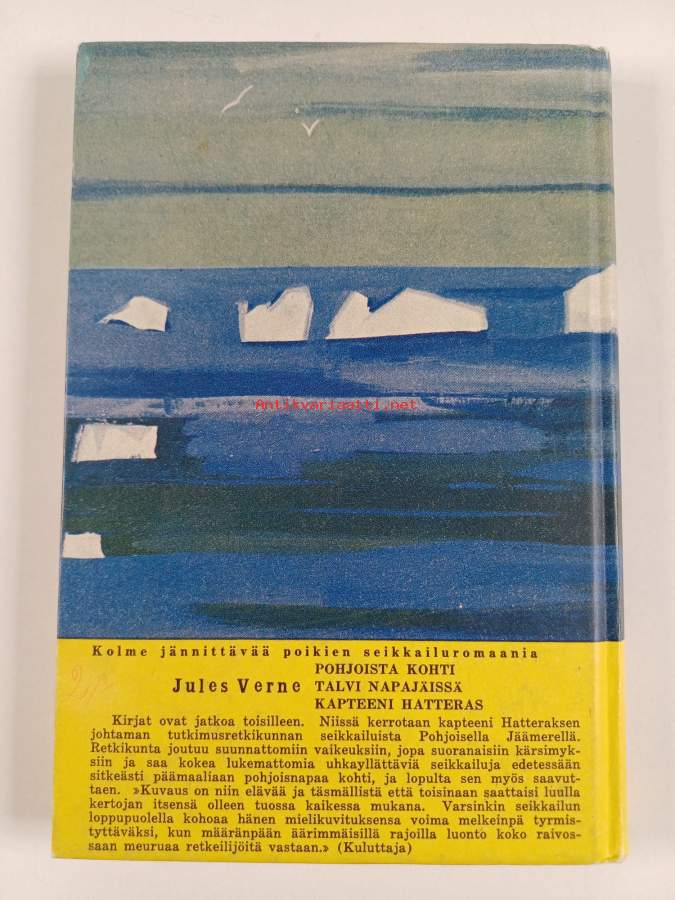 Antikvariaatti.net
Kolme jännittävää poikien seikkailuromaania
POHJOISTA KOHTI
Jules Verne TALVI NAPAJÄISSÄ
KAPTEENI HATTERAS
Kirjat ovat jatkoa toisilleen. Niissä kerrotaan kapteeni Hatteraksen
johtaman tutkimusretkikunnan seikkailuista Pohjoisella Jäämerellä.
Retkikunta joutuu suunnattomiin vaikeuksiin, jopa suoranaisiin kärsimyk-
siin ja saa kokea lukemattomia uhkayllättäviä seikkailuja edetessään
sitkeästi päämaaliaan pohjoisnapaa kohti, ja lopulta sen myös saavut-
taen. »Kuvaus on niin elävää ja täsmällistä että toisinaan saattaisi luulla
kertojan itsensä olleen tuossa kaikessa mukana. Varsinkin seikkailun
loppupuolella kohoaa hänen mielikuvituksensa voima melkeinpä tyrmis-
tyttäväksi, kun määränpään äärimmäisillä rajoilla luonto koko raivos-
saan meuruaa retkeilijöitä vastaan.» (Kuluttaja)